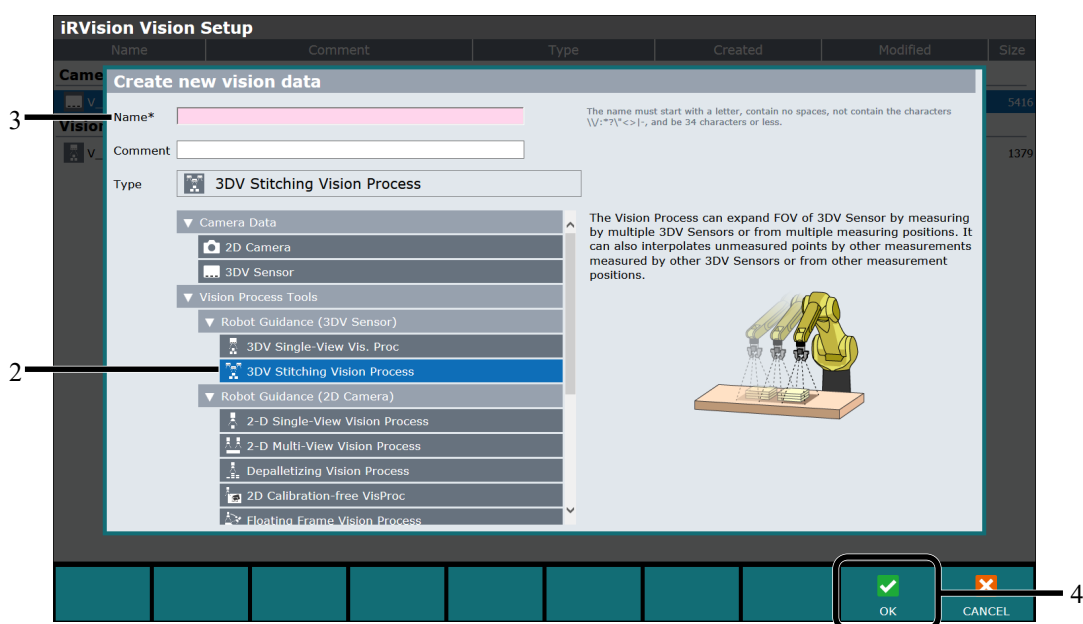 iRVision Vision Setup
Name Comment Type Created Modified Size
Came
Create new vision data
V_ 5416
3 Name*
The name must start with a letter, contain no spaces, not contain the characters
\\/:"?\"<>|-, and be 34 characters or less.
Vision
Comment
V_ 1379
Type 3DV Stitching Vision Process
▼ Camera Data
The Vision Process can expand FOV of 3DV Sensor by measuring
by multiple 3DV Sensors or from multiple measuring positions. It
can also interpolates unmeasured points by other measurements
measured by other 3DV Sensors or from other measurement
positions.
2D Camera
3DV Sensor
▼ Vision Process Tools
▼ Robot Guidance (3DV Sensor)
3DV Single-View Vis. Proc
2 3DV Stitching Vision Process
▼ Robot Guidance (2D Camera)
2-D Single-View Vision Process
2-D Multi-View Vision Process
Depalletizing Vision Process
2D Calibration-free VisProc
Floating Frame Vision Process
OK CANCEL 4